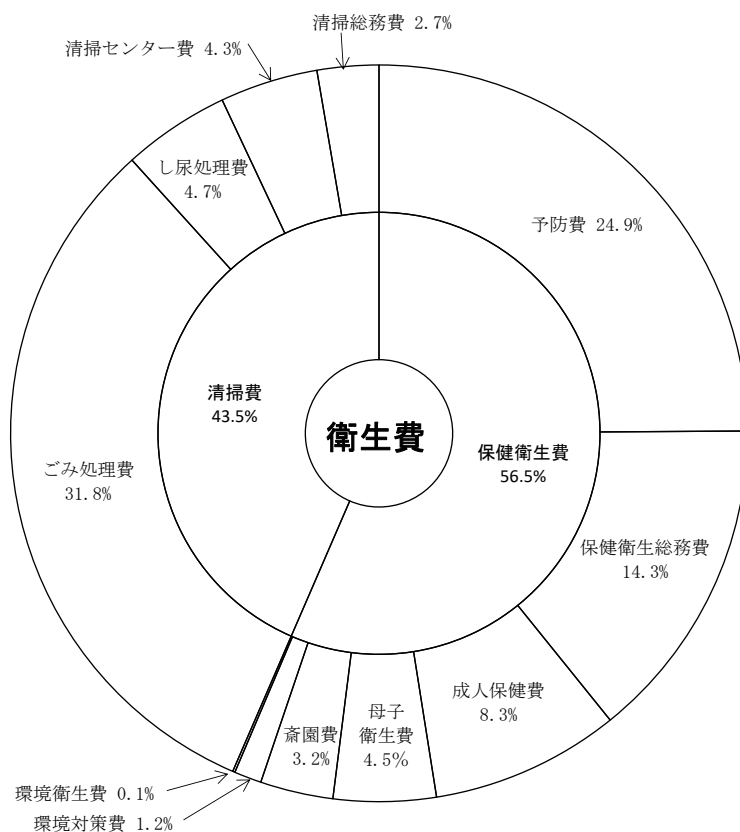 清掃総務費 2.7%
清掃センター費 4.3%
し尿処理費
4.7%
予防費 24.9%
清掃費
43.5%
衛生費
保健衛生費
56.5%
ごみ処理費
31.8%
保健衛生総務費
14.3%
成人保健費
8.3%
母子
衛生費
4.5%
斎園費
3.2%
環境衛生費 0.1%
環境対策費 1.2%